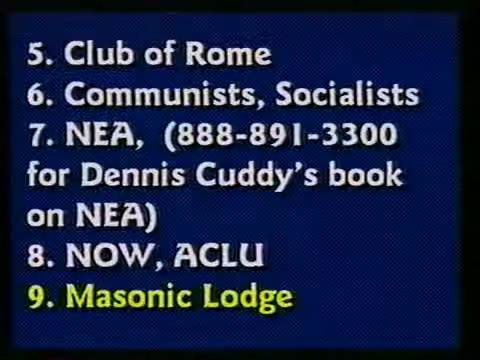 5. Club of Rome
6. Communists, Socialists
7. NEA, (888-891-3300
for Dennis Cuddy's book
on NEA)
8. NOW, ACLU
9. Masonic Lodge